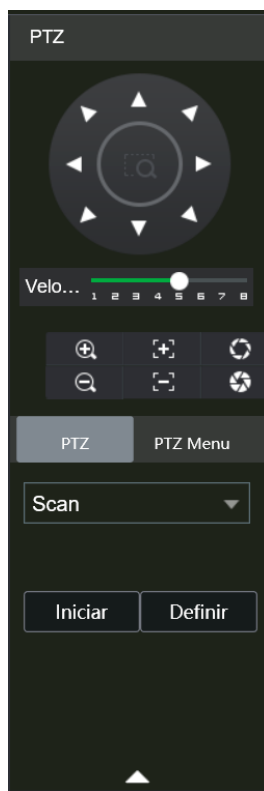 PTZ
Velo...
1 2 3 4 5 6 7 8
PTZ PTZ Menu
Scan
Iniciar Definir